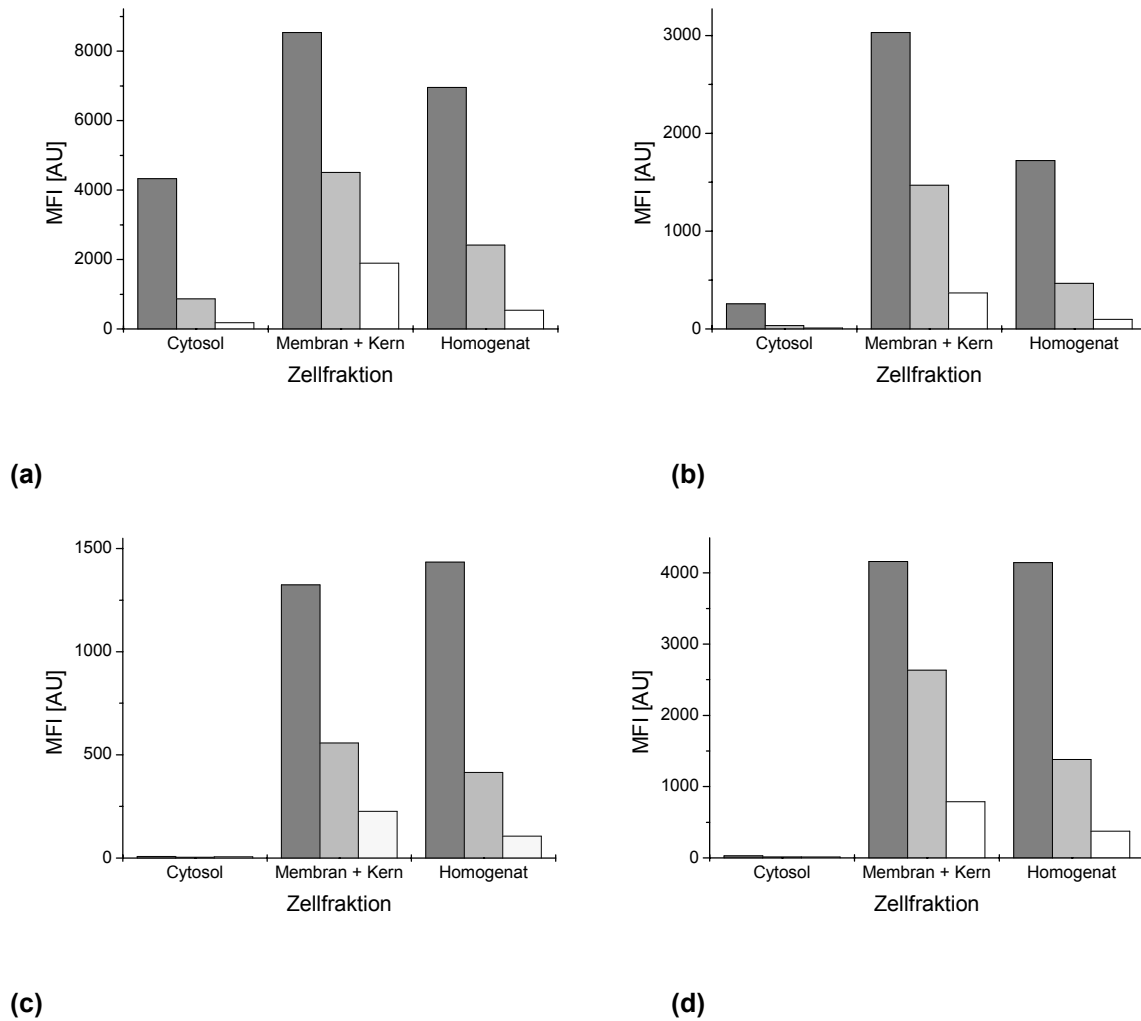 8000
6000
4000
2000
0
MFI [AU]
Cytosol Membran + Kern Homogenat
Zellfraktion
(a)
3000
2000
1000
0
MFI [AU]
Cytosol Membran + Kern Homogenat
Zellfraktion
(b)
1500
1000
500
0
MFI [AU]
Cytosol Membran + Kern Homogenat
Zellfraktion
(c)
4000
3000
2000
1000
0
MFI [AU]
Cytosol Membran + Kern Homogenat
Zellfraktion
(d)